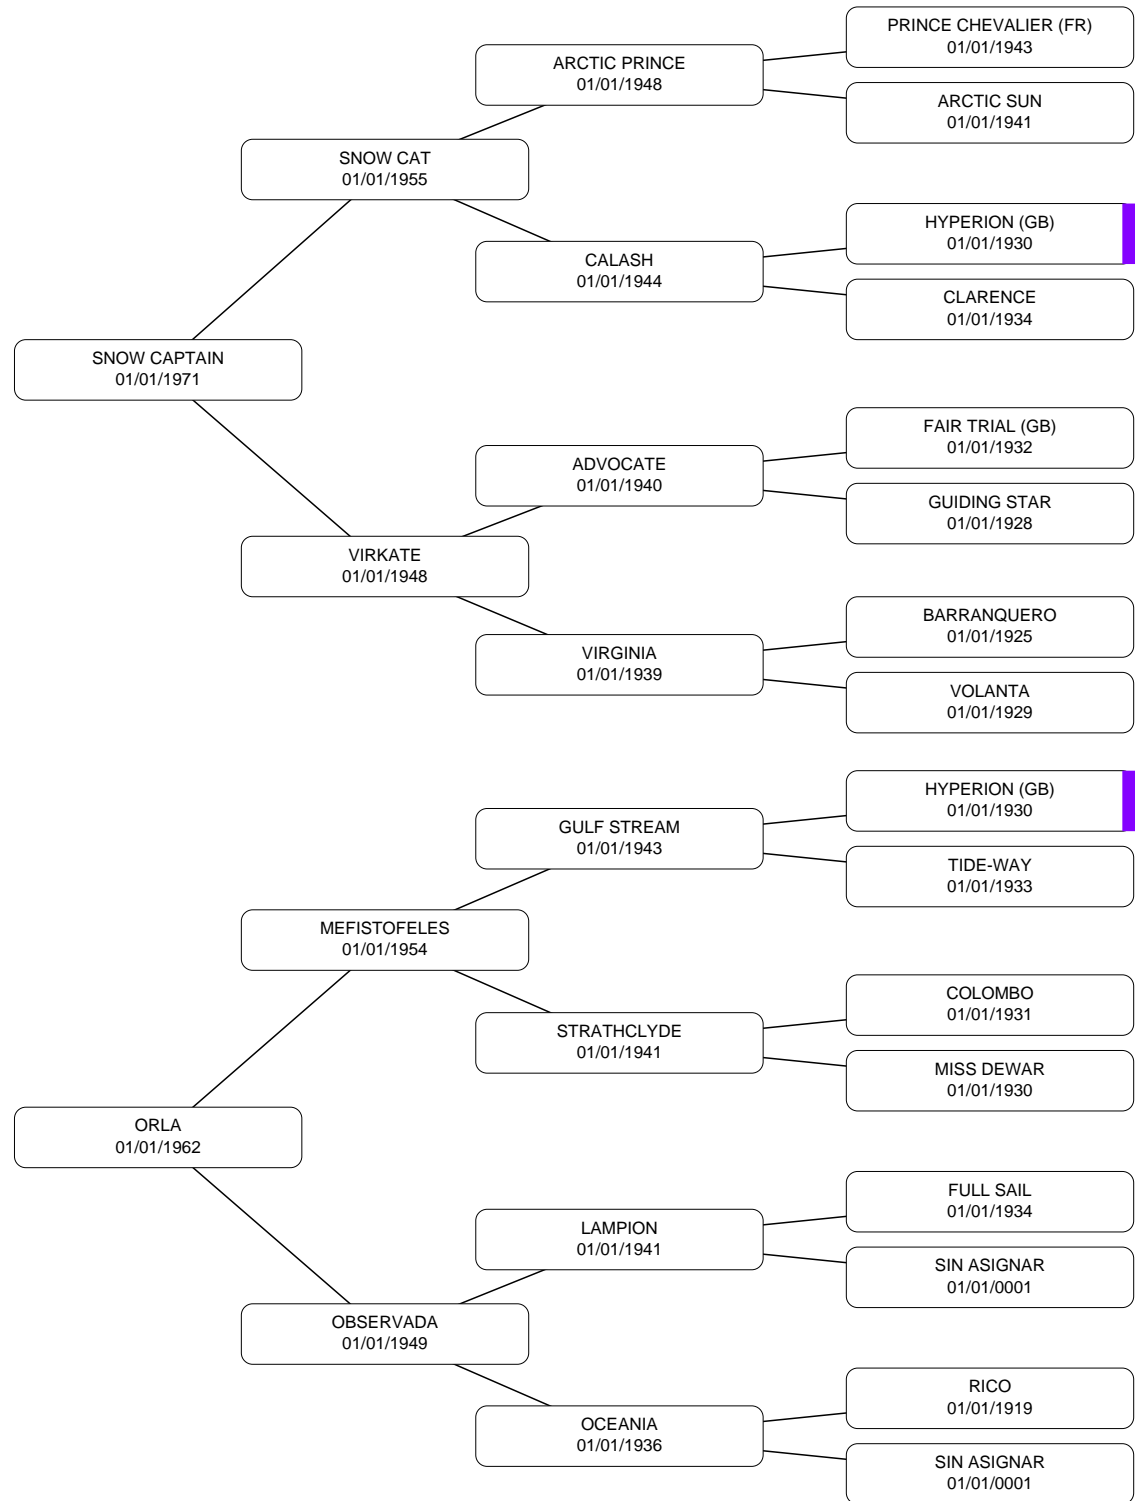 PRINCE CHEVALIER (FR)
01/01/1943
ARCTIC PRINCE
01/01/1948
ARCTIC SUN
01/01/1941
SNOW CAT
01/01/1955
HYPERION (GB)
01/01/1930
CALASH
01/01/1944
CLARENCE
01/01/1934
SNOW CAPTAIN
01/01/1971
FAIR TRIAL (GB)
01/01/1932
ADVOCATE
01/01/1940
GUIDING STAR
01/01/1928
VIRKATE
01/01/1948
BARRANQUERO
01/01/1925
VIRGINIA
01/01/1939
VOLANTA
01/01/1929
HYPERION (GB)
01/01/1930
GULF STREAM
01/01/1943
TIDE-WAY
01/01/1933
MEFISTOFELES
01/01/1954
COLOMBO
01/01/1931
STRATHCLYDE
01/01/1941
MISS DEWAR
01/01/1930
ORLA
01/01/1962
FULL SAIL
01/01/1934
LAMPION
01/01/1941
SIN ASIGNAR
01/01/0001
OBSERVADA
01/01/1949
RICO
01/01/1919
OCEANIA
01/01/1936
SIN ASIGNAR
01/01/0001